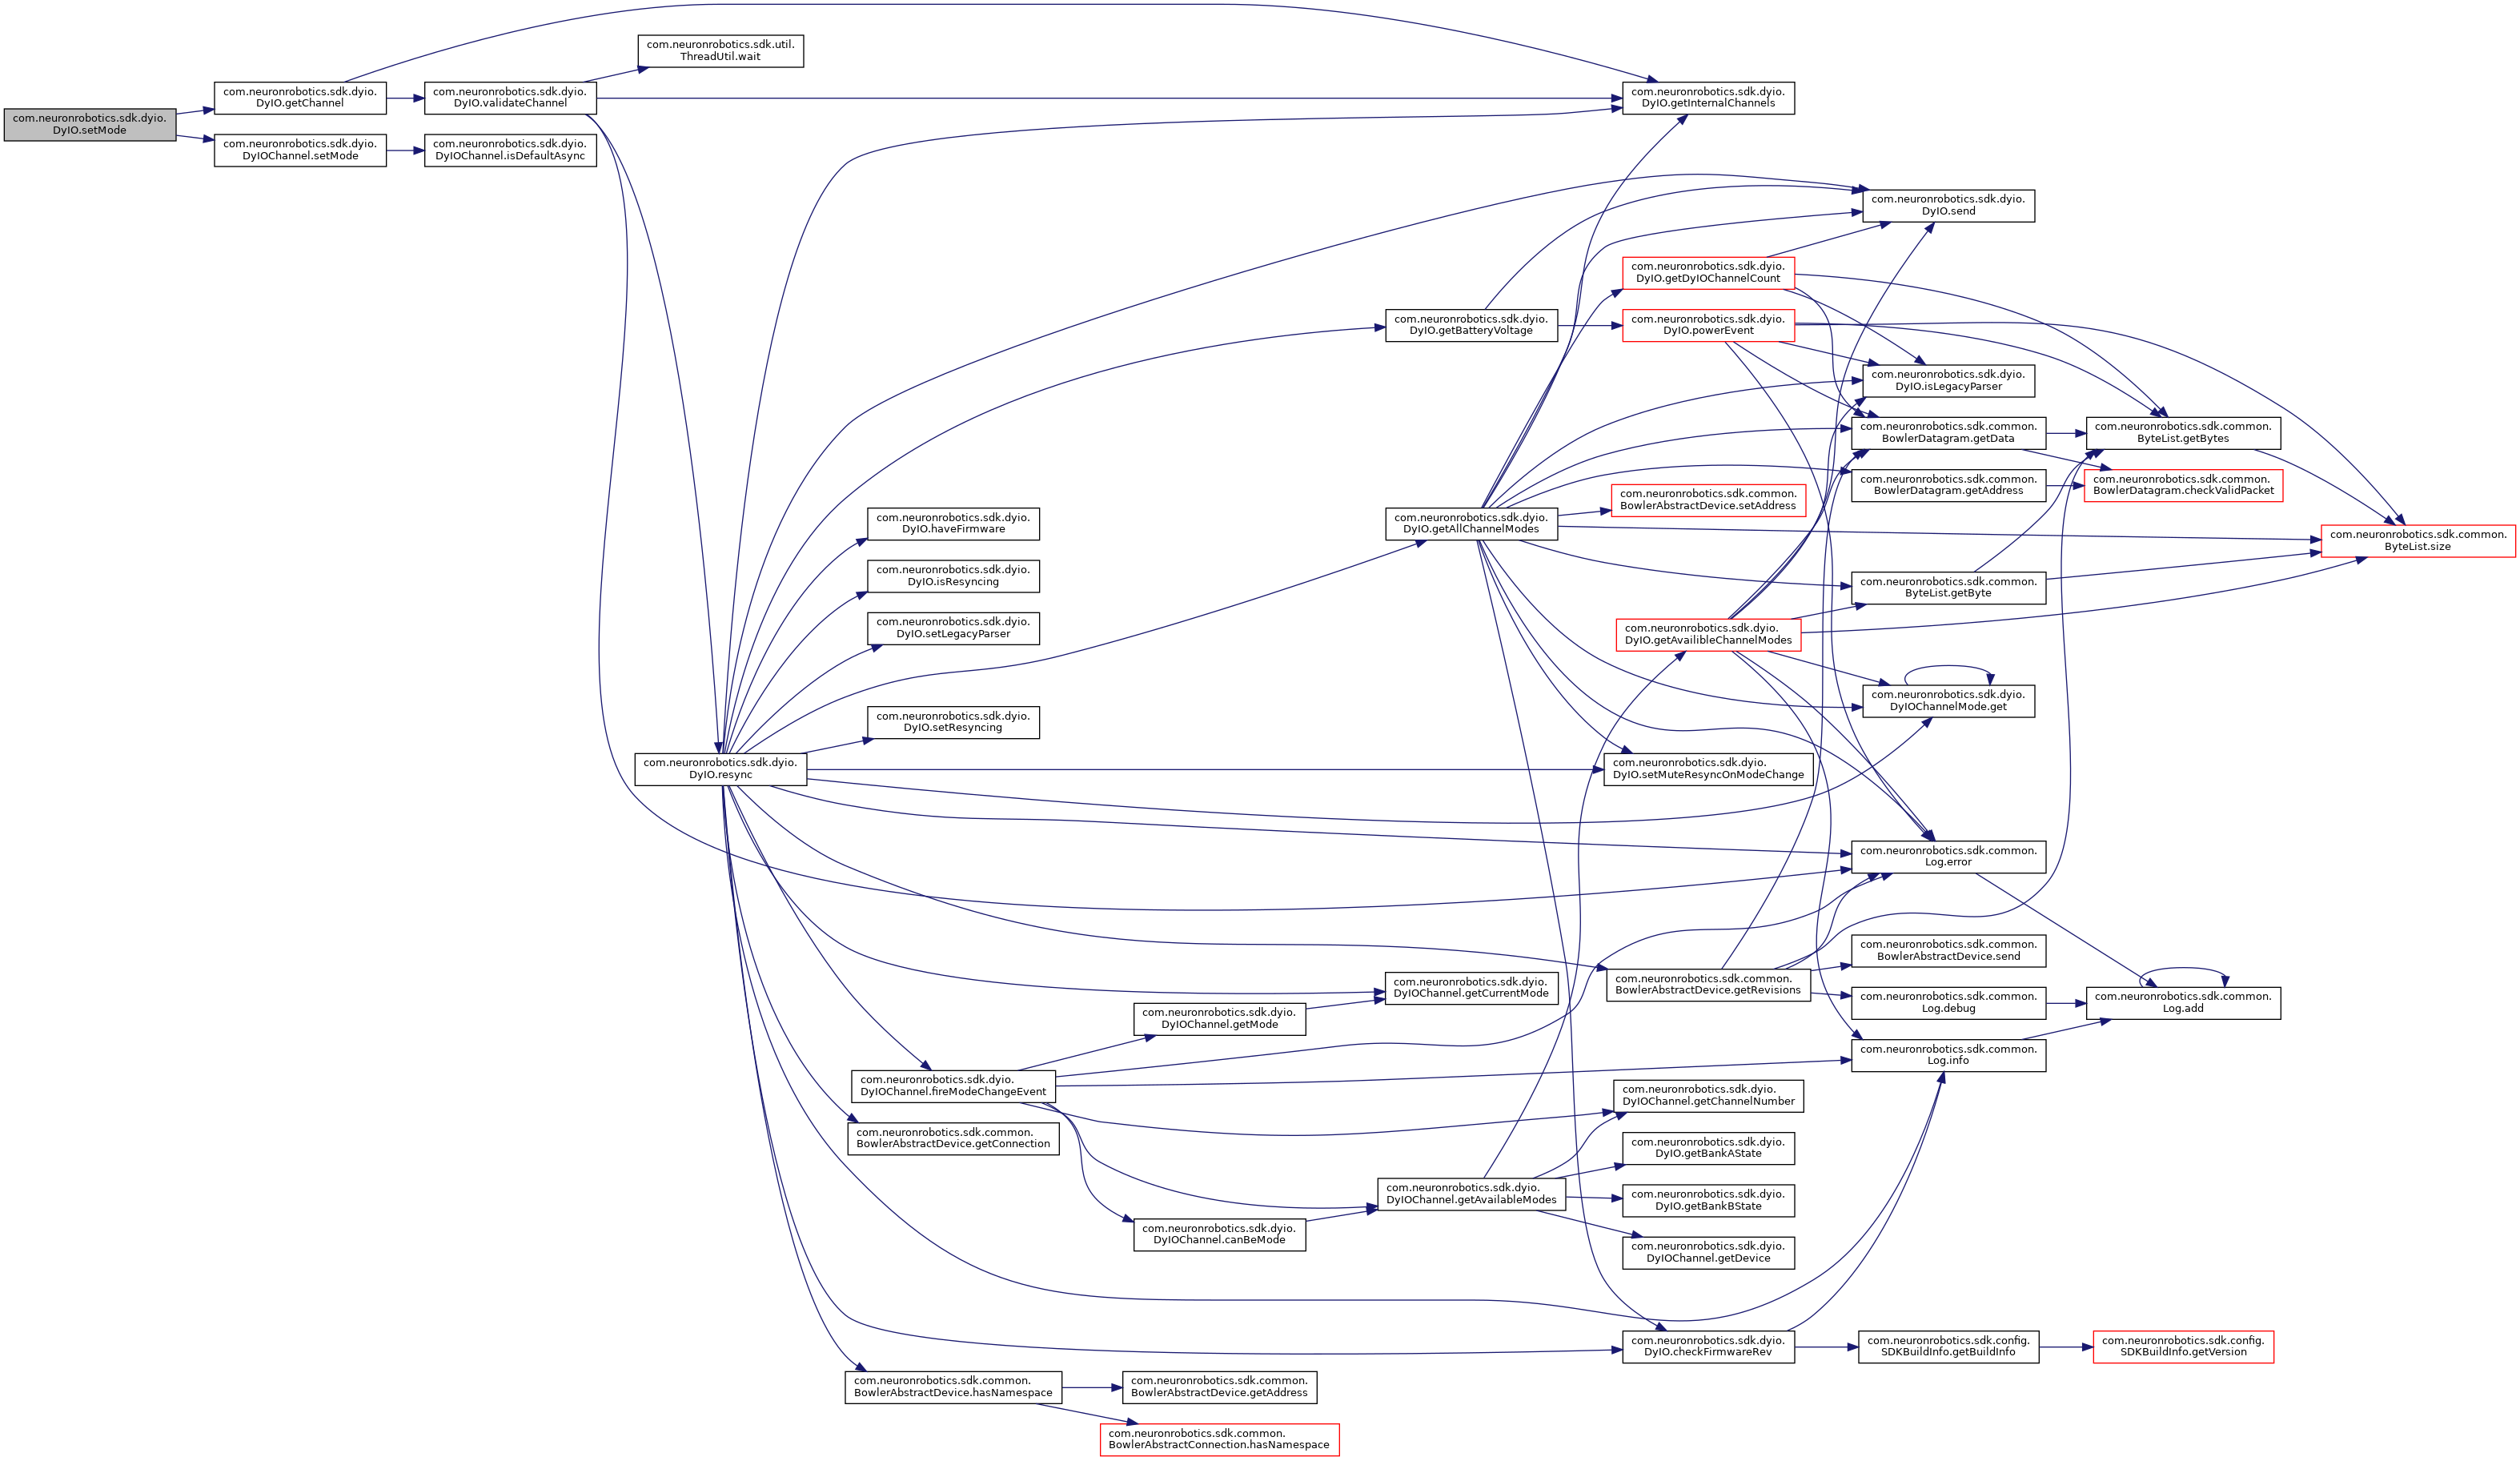 com.neuronrobotics.sdk.dyio.
DyIO.setMode
com.neuronrobotics.sdk.dyio.
DyIO.getChannel
com.neuronrobotics.sdk.dyio.
DyIOChannel.setMode
com.neuronrobotics.sdk.dyio.
DyIO.validateChannel
com.neuronrobotics.sdk.dyio.
DyIOChannel.isDefaultAsync
com.neuronrobotics.sdk.util.
ThreadUtil.wait
com.neuronrobotics.sdk.dyio.
DyIO.resync
com.neuronrobotics.sdk.dyio.
DyIO.haveFirmware
com.neuronrobotics.sdk.dyio.
DyIO.isResyncing
com.neuronrobotics.sdk.dyio.
DyIO.setLegacyParser
com.neuronrobotics.sdk.dyio.
DyIO.setResyncing
com.neuronrobotics.sdk.dyio.
DyIOChannel.fireModeChangeEvent
com.neuronrobotics.sdk.common.
BowlerAbstractDevice.getConnection
com.neuronrobotics.sdk.common.
BowlerAbstractDevice.hasNamespace
com.neuronrobotics.sdk.dyio.
DyIOChannel.getMode
com.neuronrobotics.sdk.dyio.
DyIOChannel.canBeMode
com.neuronrobotics.sdk.common.
BowlerAbstractDevice.getAddress
com.neuronrobotics.sdk.common.
BowlerAbstractConnection.hasNamespace
com.neuronrobotics.sdk.dyio.
DyIO.getBatteryVoltage
com.neuronrobotics.sdk.dyio.
DyIO.getAllChannelModes
com.neuronrobotics.sdk.dyio.
DyIOChannel.getCurrentMode
com.neuronrobotics.sdk.dyio.
DyIOChannel.getAvailableModes
com.neuronrobotics.sdk.dyio.
DyIO.getInternalChannels
com.neuronrobotics.sdk.dyio.
DyIO.getDyIOChannelCount
com.neuronrobotics.sdk.dyio.
DyIO.powerEvent
com.neuronrobotics.sdk.common.
BowlerAbstractDevice.setAddress
com.neuronrobotics.sdk.dyio.
DyIO.getAvailibleChannelModes
com.neuronrobotics.sdk.dyio.
DyIO.setMuteResyncOnModeChange
com.neuronrobotics.sdk.common.
BowlerAbstractDevice.getRevisions
com.neuronrobotics.sdk.dyio.
DyIOChannel.getChannelNumber
com.neuronrobotics.sdk.dyio.
DyIO.getBankAState
com.neuronrobotics.sdk.dyio.
DyIO.getBankBState
com.neuronrobotics.sdk.dyio.
DyIOChannel.getDevice
com.neuronrobotics.sdk.dyio.
DyIO.checkFirmwareRev
com.neuronrobotics.sdk.dyio.
DyIO.send
com.neuronrobotics.sdk.dyio.
DyIO.isLegacyParser
com.neuronrobotics.sdk.common.
BowlerDatagram.getData
com.neuronrobotics.sdk.common.
BowlerDatagram.getAddress
com.neuronrobotics.sdk.common.
ByteList.getByte
com.neuronrobotics.sdk.dyio.
DyIOChannelMode.get
com.neuronrobotics.sdk.common.
Log.error
com.neuronrobotics.sdk.common.
BowlerAbstractDevice.send
com.neuronrobotics.sdk.common.
Log.debug
com.neuronrobotics.sdk.common.
Log.info
com.neuronrobotics.sdk.config.
SDKBuildInfo.getBuildInfo
com.neuronrobotics.sdk.common.
ByteList.getBytes
com.neuronrobotics.sdk.common.
BowlerDatagram.checkValidPacket
com.neuronrobotics.sdk.common.
Log.add
com.neuronrobotics.sdk.config.
SDKBuildInfo.getVersion
com.neuronrobotics.sdk.common.
ByteList.size